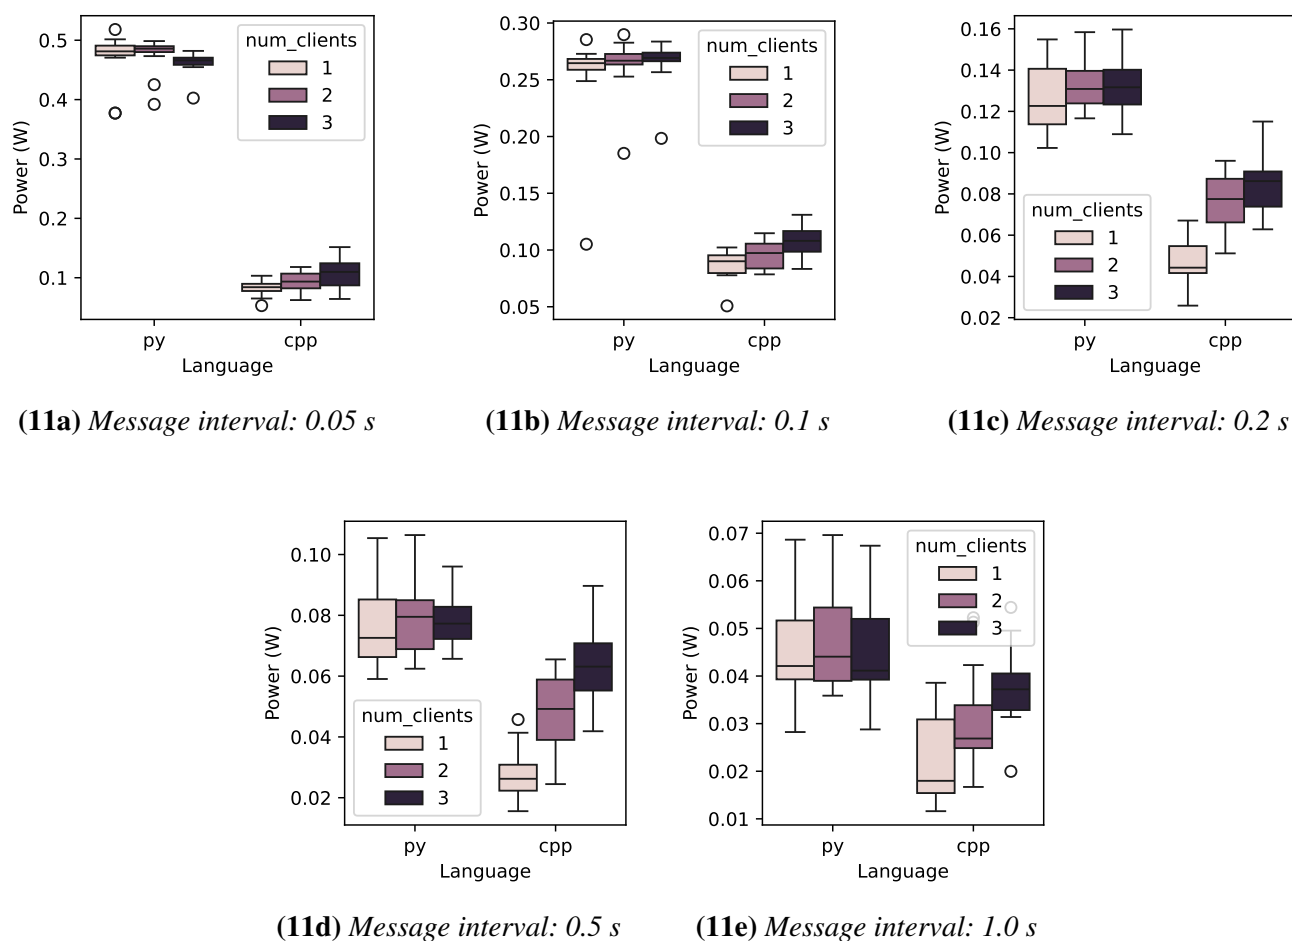 Power (W)
0.5
0.4
0.3
0.2
0.1
num_clients
1
2
3
py
cpp
Language
(11a) Message interval: 0.05 s
Power (W)
0.30
0.25
0.20
0.15
0.10
0.05
num_clients
1
2
3
py
cpp
Language
(11b) Message interval: 0.1 s
Power (W)
0.16
0.14
0.12
0.10
0.08
0.06
0.04
0.02
num_clients
1
2
3
py
cpp
Language
(11c) Message interval: 0.2 s
Power (W)
0.10
0.08
0.06
0.04
0.02
num_clients
1
2
3
py
cpp
Language
(11d) Message interval: 0.5 s
Power (W)
0.07
0.06
0.05
0.04
0.03
0.02
0.01
num_clients
1
2
3
py
cpp
Language
(11e) Message interval: 1.0 s